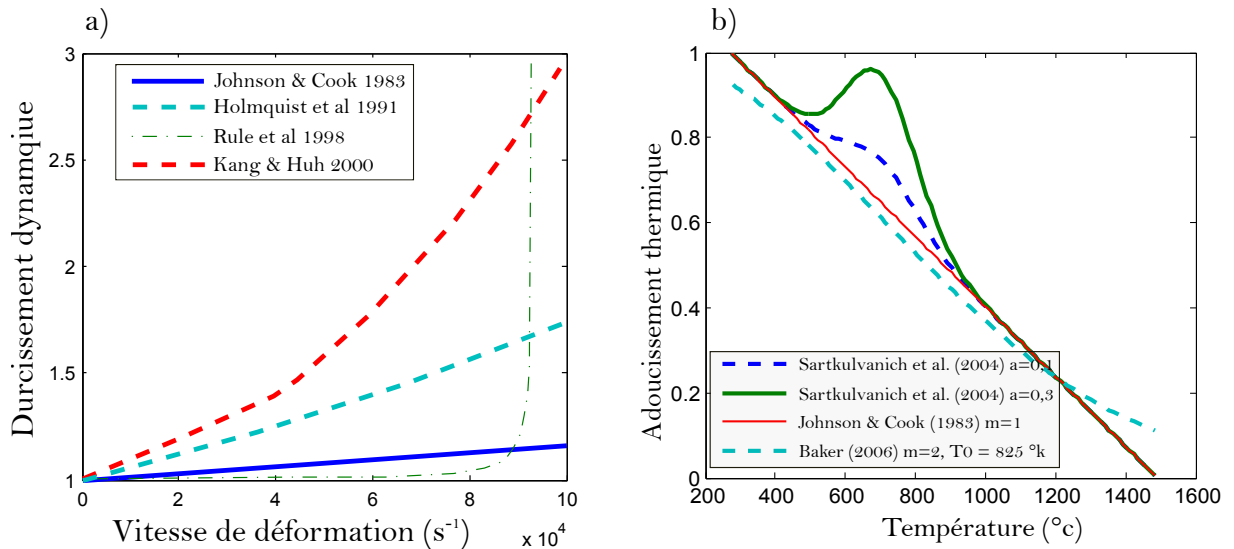 a)
3
2.5
2
1.5
1
Durcissement dynamqiue
Johnson & Cook 1983
Holmquist et al 1991
Rule et al 1998
Kang & Huh 2000
0 2 4 6 8 10
Vitesse de déformation (s-1)
x 10 4
b)
1
0.8
0.6
0.4
0.2
0
Adoucissement thermique
Sartkulvanich et al. (2004) a=0,1
Sartkulvanich et al. (2004) a=0,3
Johnson & Cook (1983) m=1
Baker (2006) m=2, T0 = 825 °k
200 400 600 800 1000 1200 1400 1600
Température (°c)